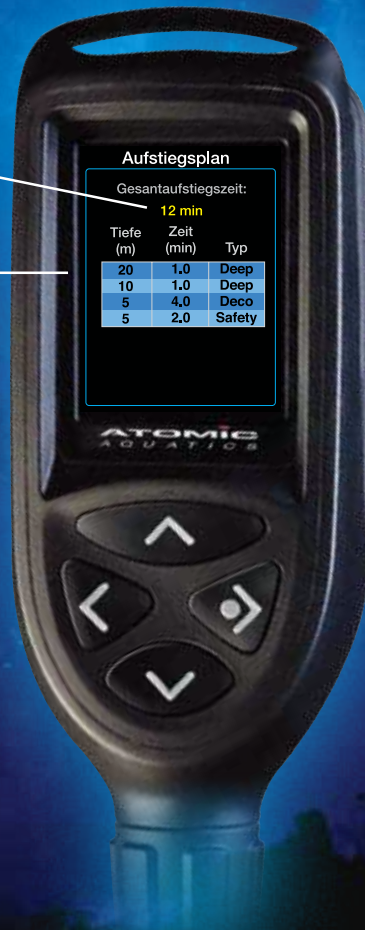 Aufstiegsplan
Gesantaufstiegszeit:
12 min
Tiefe (m) Zeit (min) Typ
20 1.0 Deep
10 1.0 Deep
5 4.0 Deco
5 2.0 Safety
ATOMIC
AQUATICS